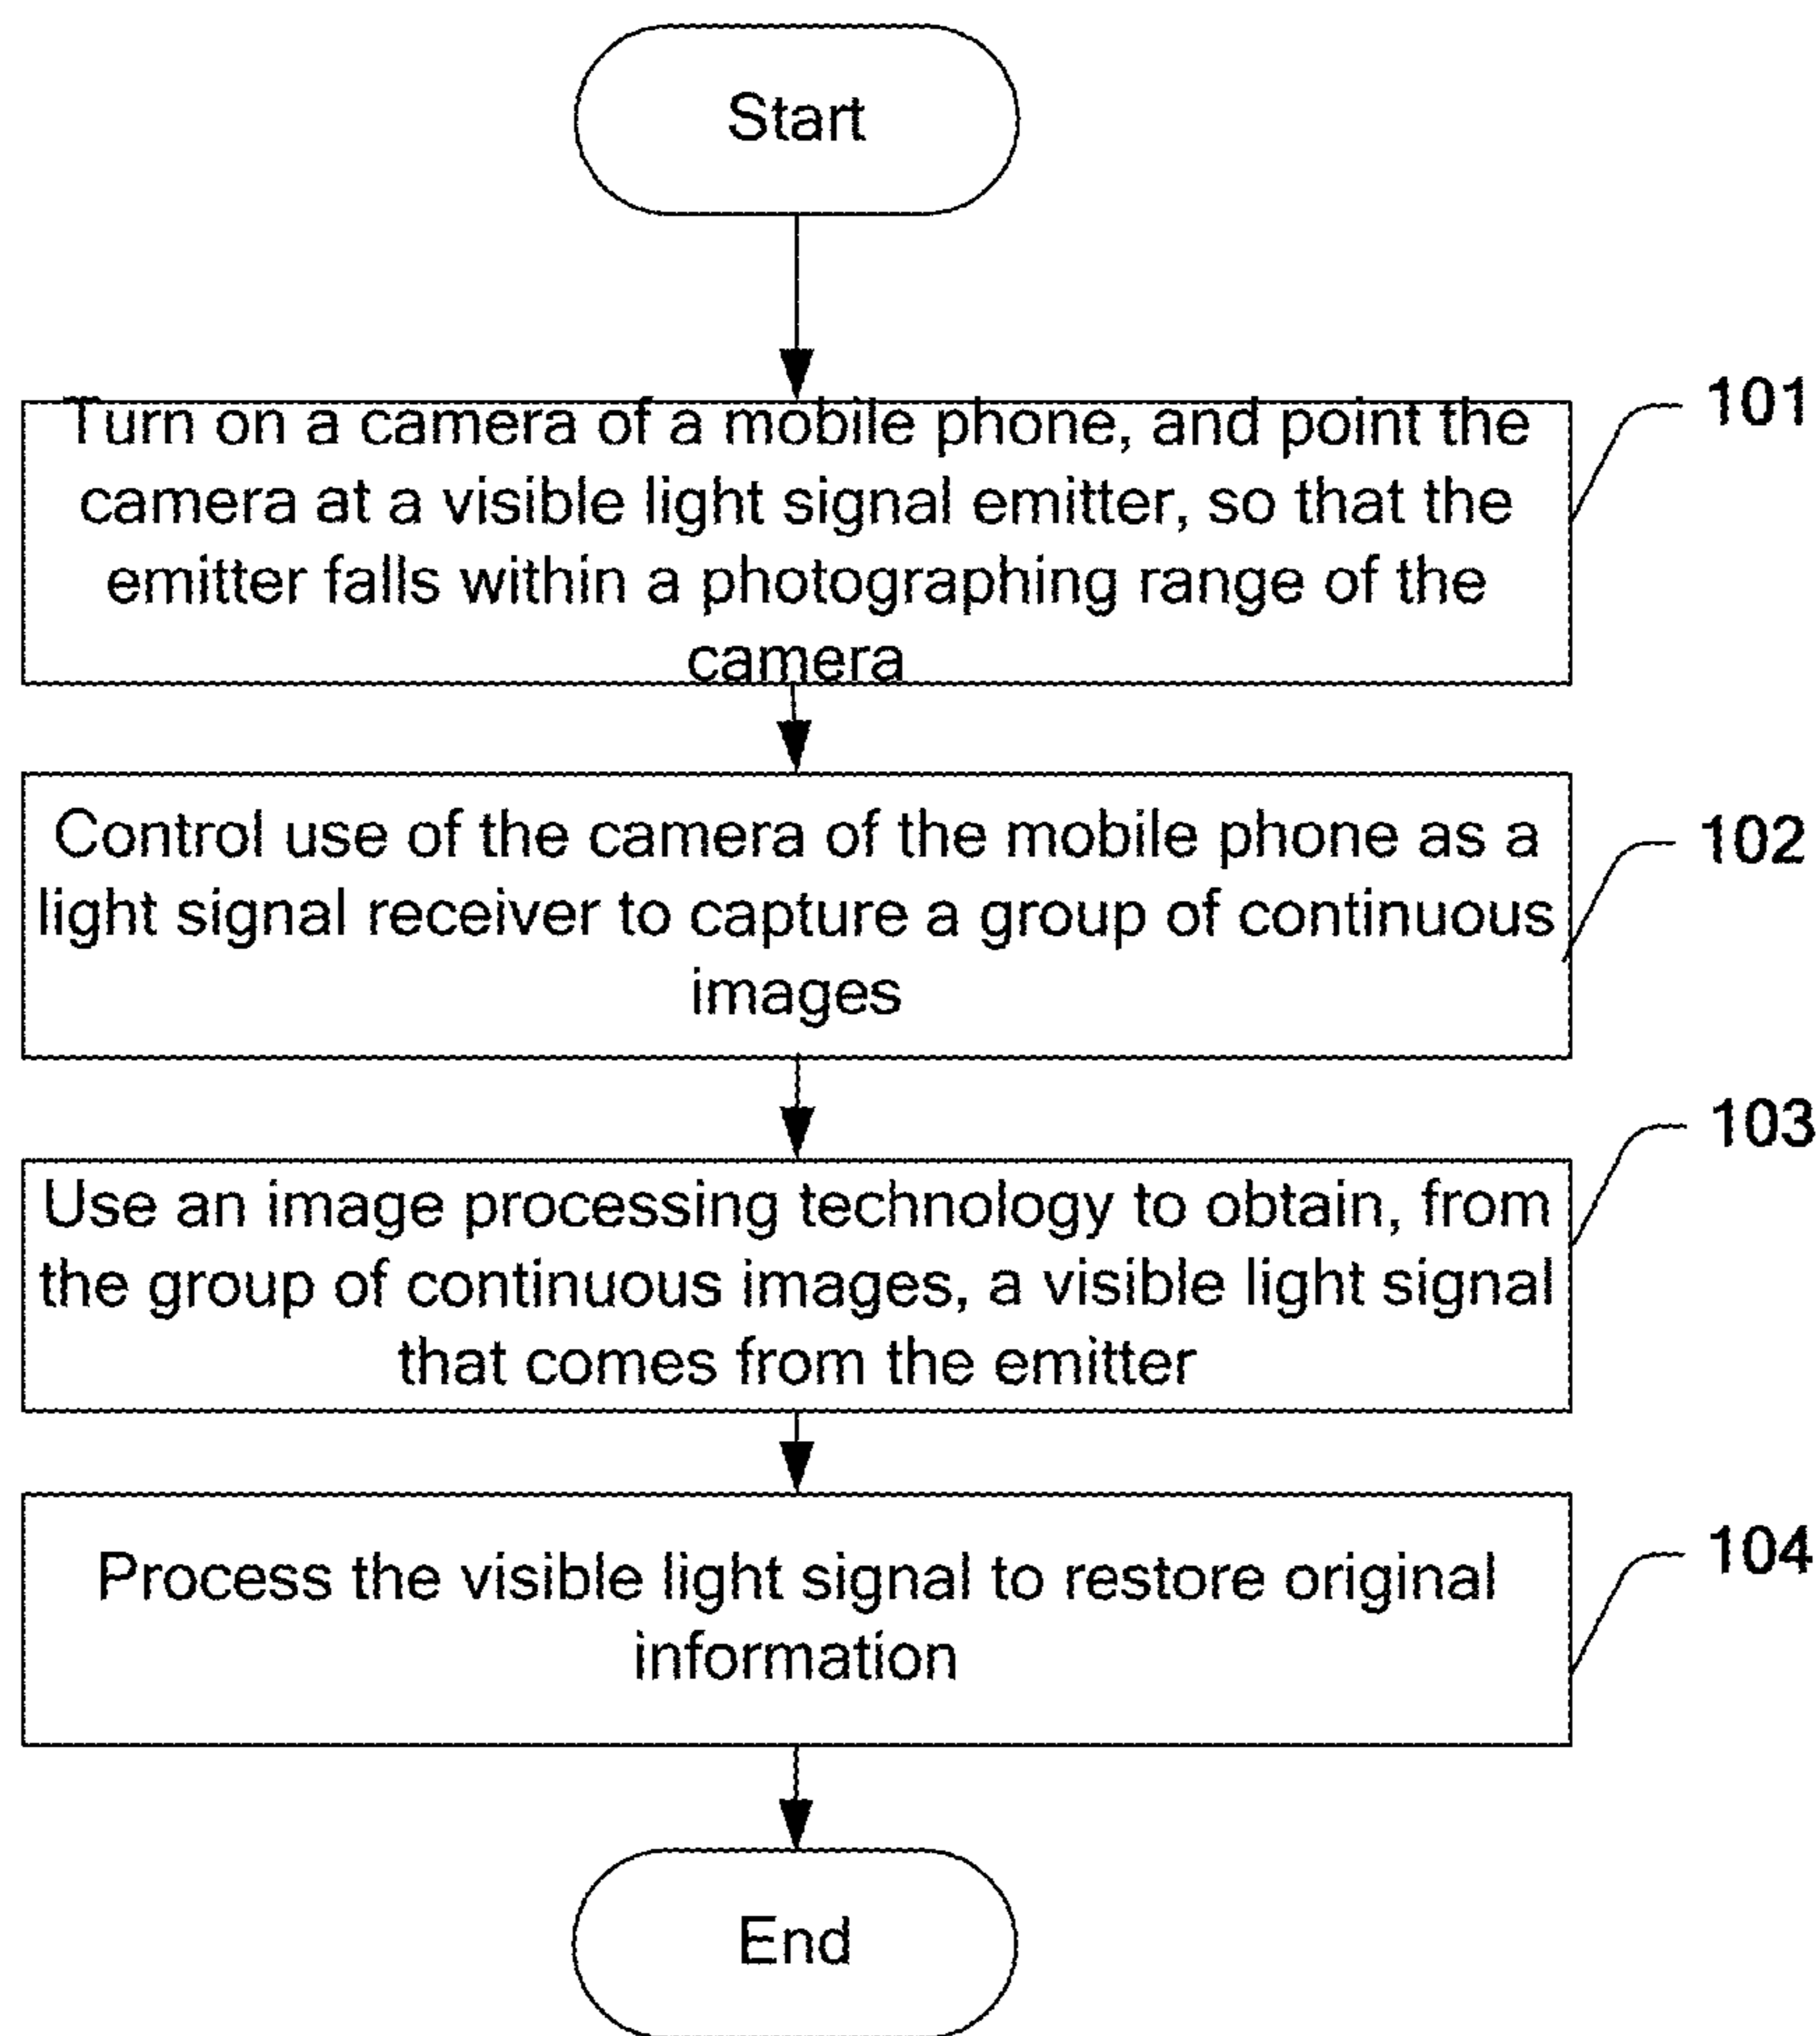 Start
Turn on a camera of a mobile phone, and point the
camera at a visible light signal emitter, so that the
emitter falls within a photographing range of the
camera
101
Control use of the camera of the mobile phone as a
light signal receiver to capture a group of continuous
images
102
Use an image processing technology to obtain, from
the group of continuous images, a visible light signal
that comes from the emitter
103
Process the visible light signal to restore original
information
104
End